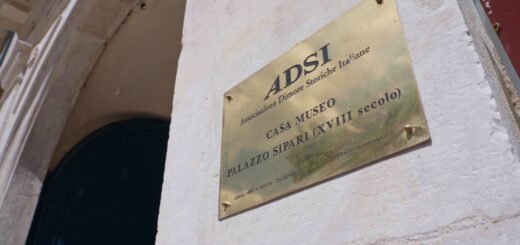 ADSI
Associazione Dimore Storiche Italiane
CASA MUSEO
PALAZZO SIPARI (XVIII secolo)